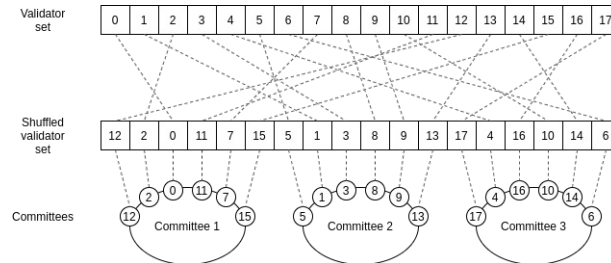 Validator
set
0 1 2 3 4 5 6 7 8 9 10 11 12 13 14 15 16 17
Shuffled
validator
set
12 2 0 11 7 15 5 1 3 8 9 13 17 4 16 10 14 6
Committees
12 2 0 11 7 15
Committee 1
5 1 3 8 9 13
Committee 2
17 4 16 10 14 6
Committee 3